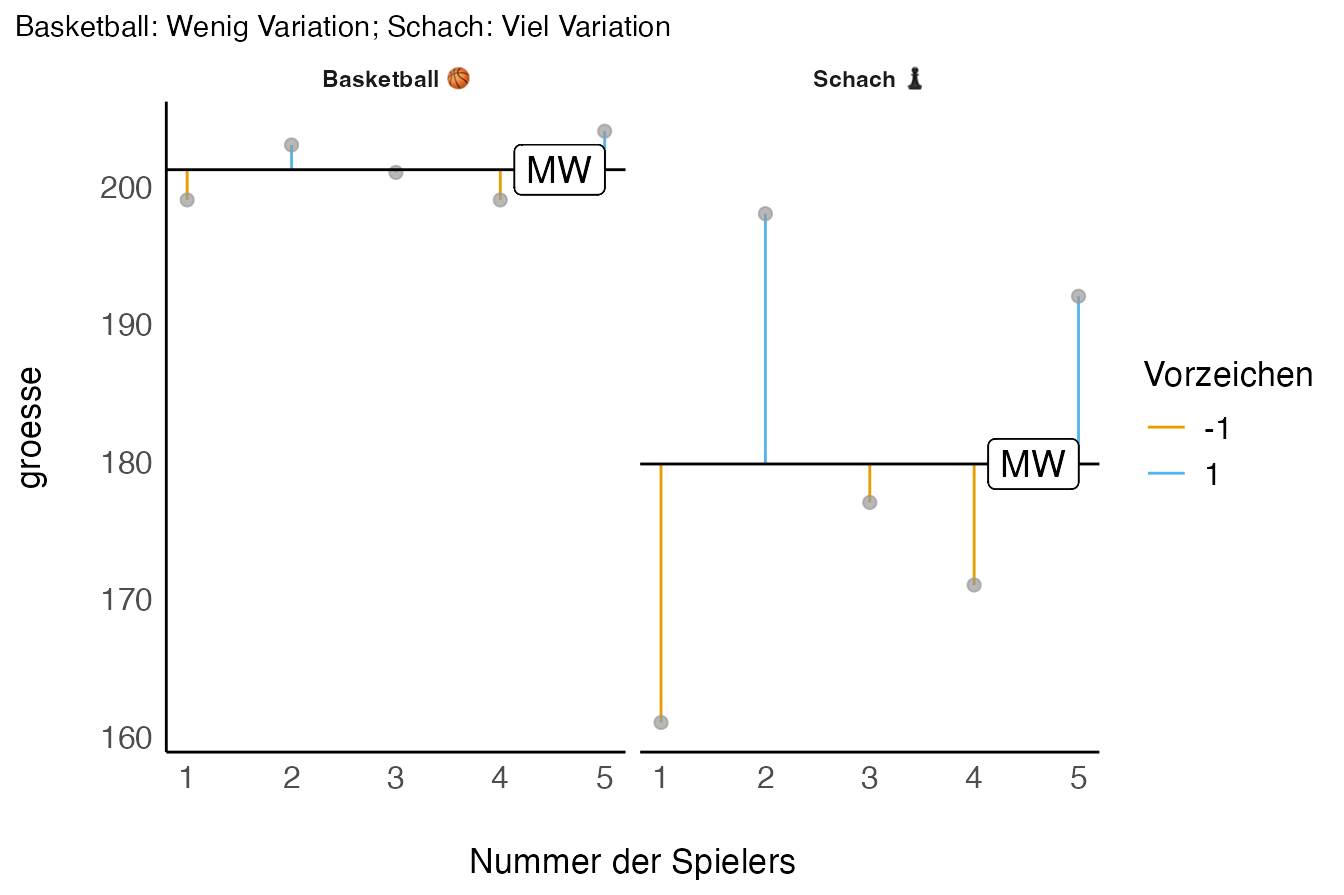 Basketball: Wenig Variation; Schach: Viel Variation
Basketball 🏀
Schach ♟
groesse
200
190
180
170
160
MW
MW
1 2 3 4 5
1 2 3 4 5
Nummer der Spielers
Vorzeichen
-1
1